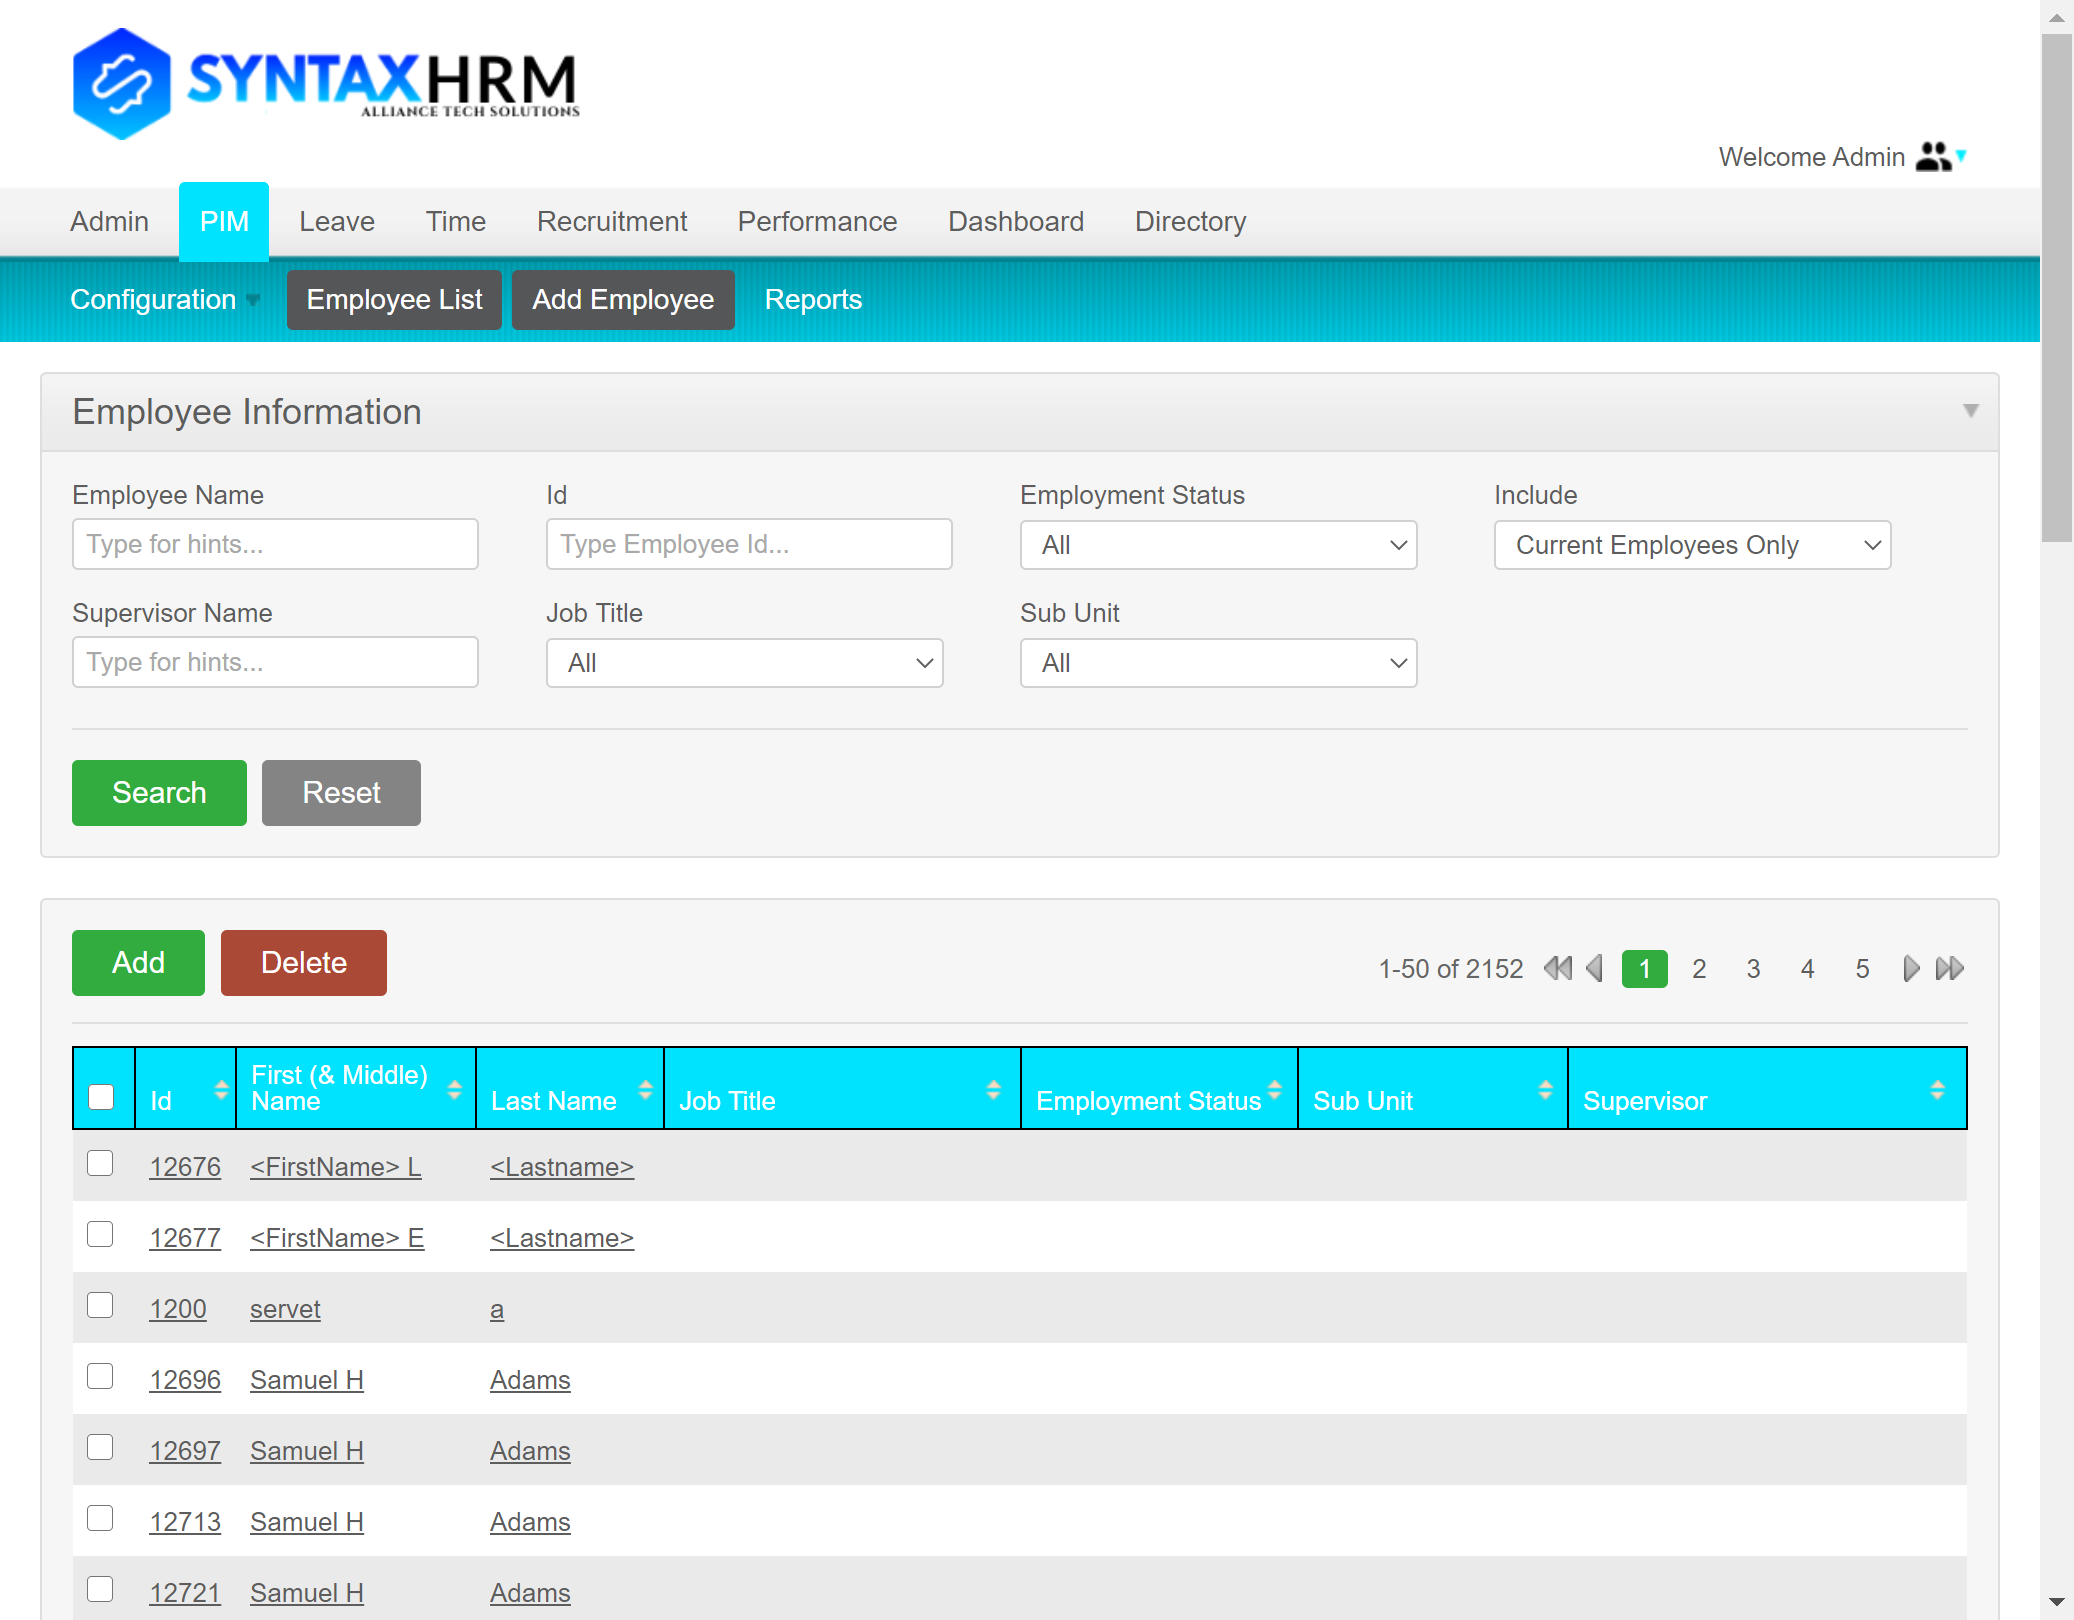 SYNTAXHRM
ALLIANCE TECH SOLUTIONS
Welcome Admin
Admin PIM Leave Time Recruitment Performance Dashboard Directory
Configuration Employee List Add Employee Reports
Employee Information
Employee Name Id Employment Status Include
Type for hints... Type Employee Id... All Current Employees Only
Supervisor Name Job Title Sub Unit
Type for hints... All All
Search Reset
Add Delete 1-50 of 2152 1 2 3 4 5
Id First (& Middle) Name Last Name Job Title Employment Status Sub Unit Supervisor
12676 <FirstName> L <Lastname>
12677 <FirstName> E <Lastname>
1200 servet a
12696 Samuel H Adams
12697 Samuel H Adams
12713 Samuel H Adams
12721 Samuel H Adams